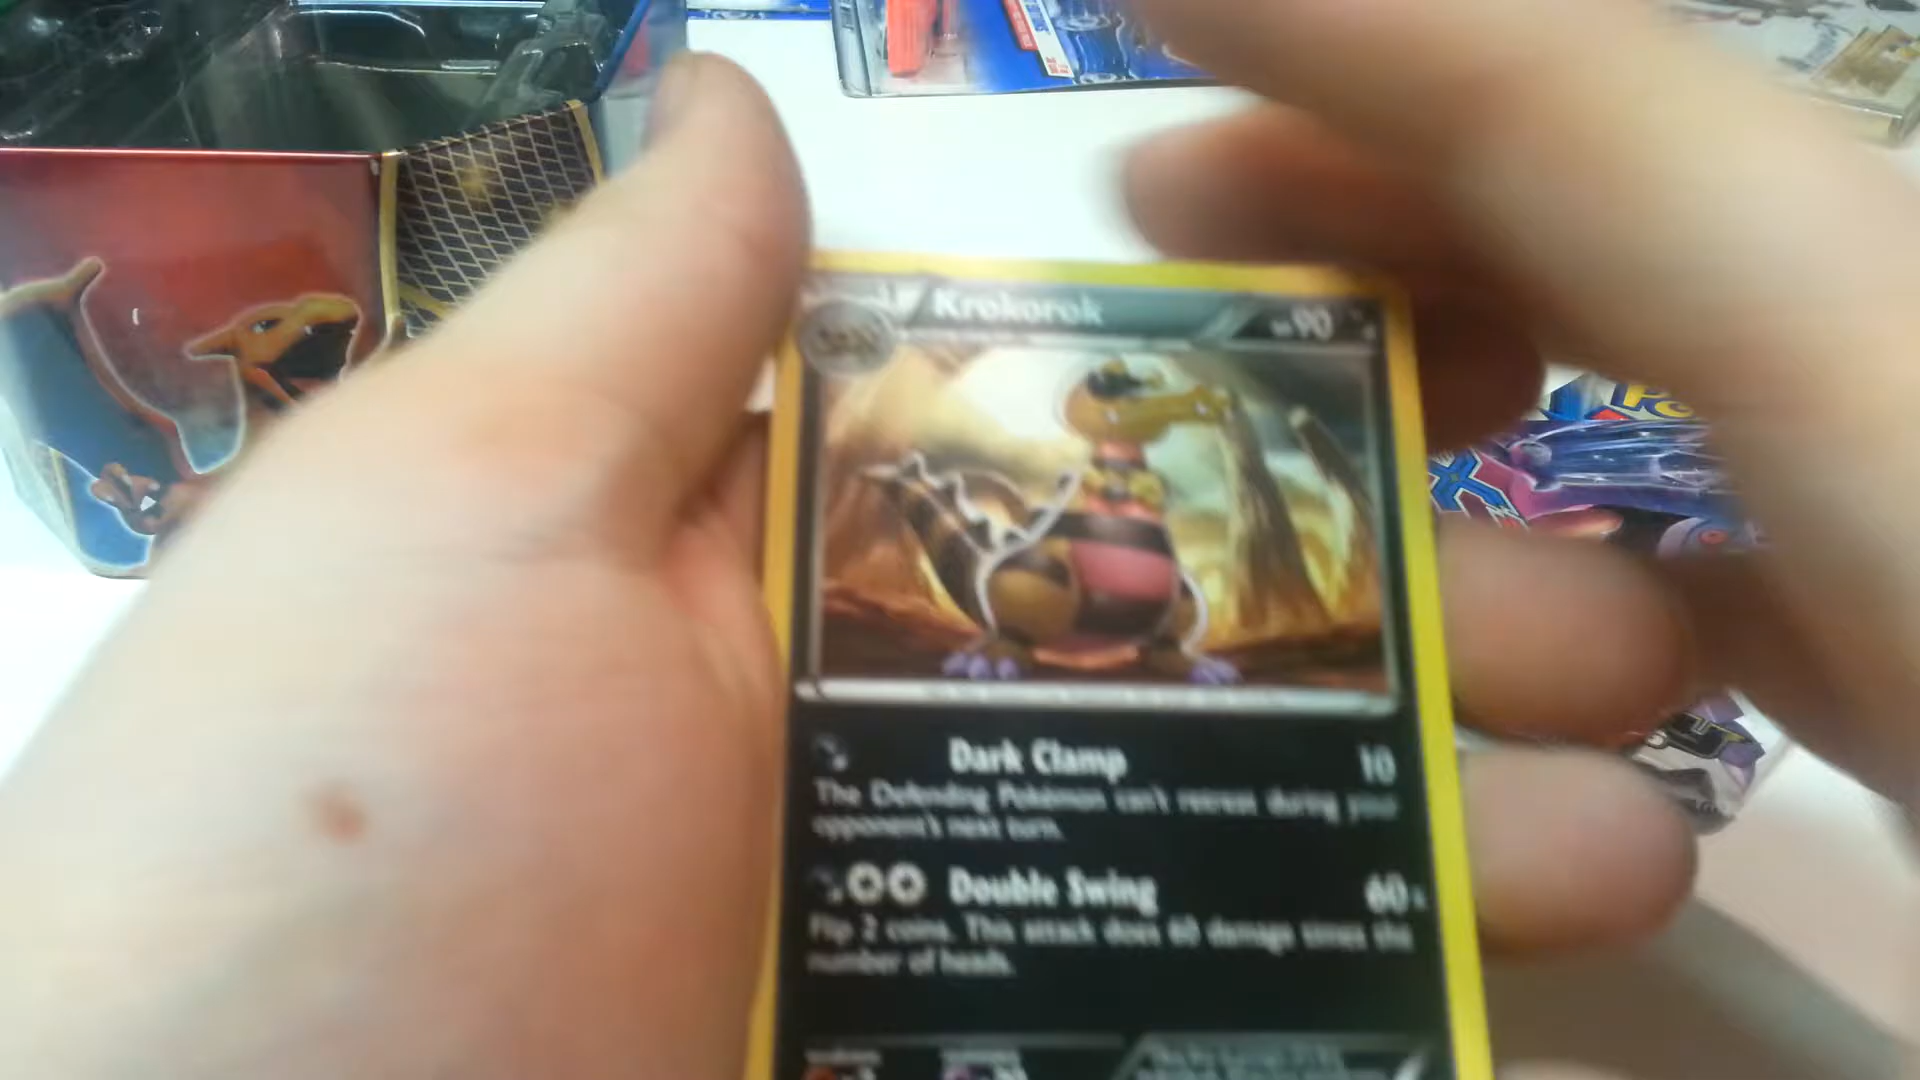 Krokorok
90
Dark Clamp 10
The Defending Pokémon can't retreat during your
opponent's next turn.
Double Swing 60x
Flip 2 coins. This attack does 60 damage times the
number of heads.